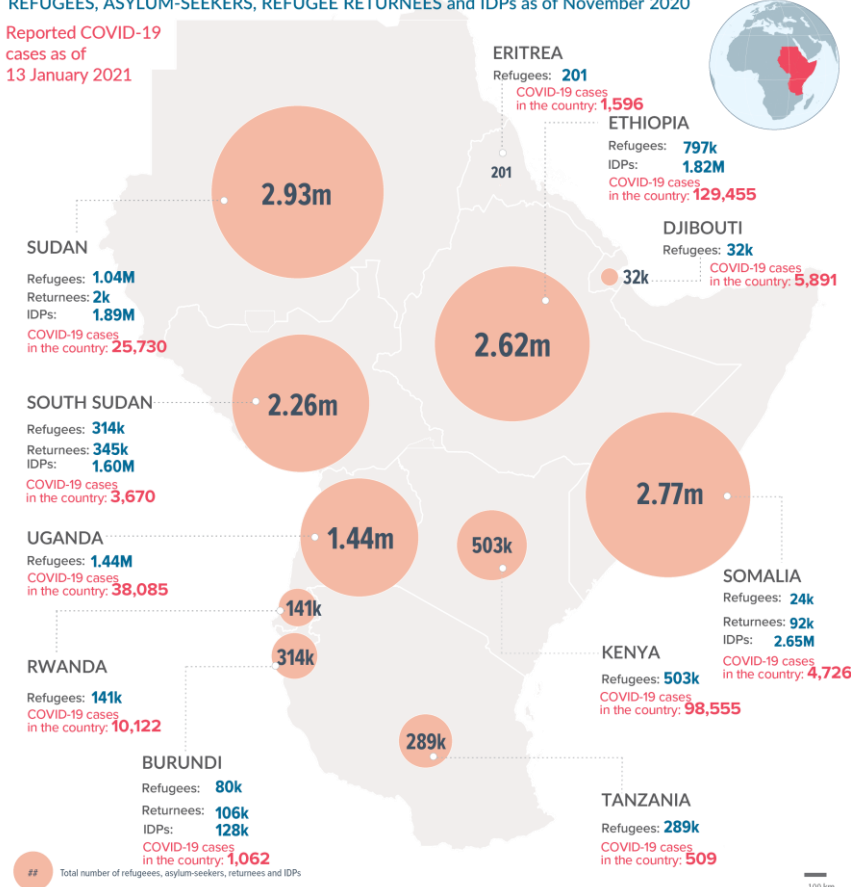 REFUGEES, ASYLUM-SEEKERS, REFUGEE RETURNEES and IDPs as of November 2020
Reported COVID-19
cases as of
13 January 2021
ERITREA
Refugees: 201
COVID-19 cases
in the country: 1,596
201
ETHIOPIA
Refugees: 797k
IDPs: 1.82M
COVID-19 cases
in the country: 129,455
2.62m
DJIBOUTI
Refugees: 32k
COVID-19 cases
in the country: 5,891
32k
2.93m
SUDAN
Refugees: 1.04M
Returnees: 2k
IDPs: 1.89M
COVID-19 cases
in the country: 25,730
2.26m
SOUTH SUDAN
Refugees: 314k
Returnees: 345k
IDPs: 1.60M
COVID-19 cases
in the country: 3,670
2.77m
SOMALIA
Refugees: 24k
Returnees: 92k
IDPs: 2.65M
COVID-19 cases
in the country: 4,726
1.44m
UGANDA
Refugees: 1.44M
COVID-19 cases
in the country: 38,085
503k
KENYA
Refugees: 503k
COVID-19 cases
in the country: 98,555
141k
RWANDA
Refugees: 141k
COVID-19 cases
in the country: 10,122
314k
BURUNDI
Refugees: 80k
Returnees: 106k
IDPs: 128k
COVID-19 cases
in the country: 1,062
289k
TANZANIA
Refugees: 289k
COVID-19 cases
in the country: 509
## Total number of refugeees, asylum-seekers, returnees and IDPs
100 km